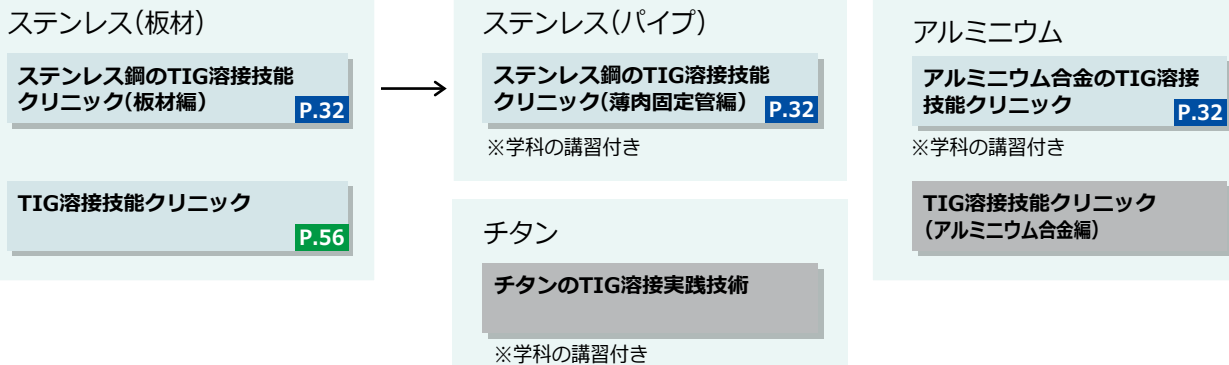 ステンレス(板材)
ステンレス鋼のTIG溶接技能
クリニック(板材編)
P.32
TIG溶接技能クリニック
P.56
ステンレス(パイプ)
ステンレス鋼のTIG溶接技能
クリニック(薄肉固定管編)
P.32
※学科の講習付き
チタン
チタンのTIG溶接実践技術
※学科の講習付き
アルミニウム
アルミニウム合金のTIG溶接
技能クリニック
P.32
※学科の講習付き
TIG溶接技能クリニック
(アルミニウム合金編)